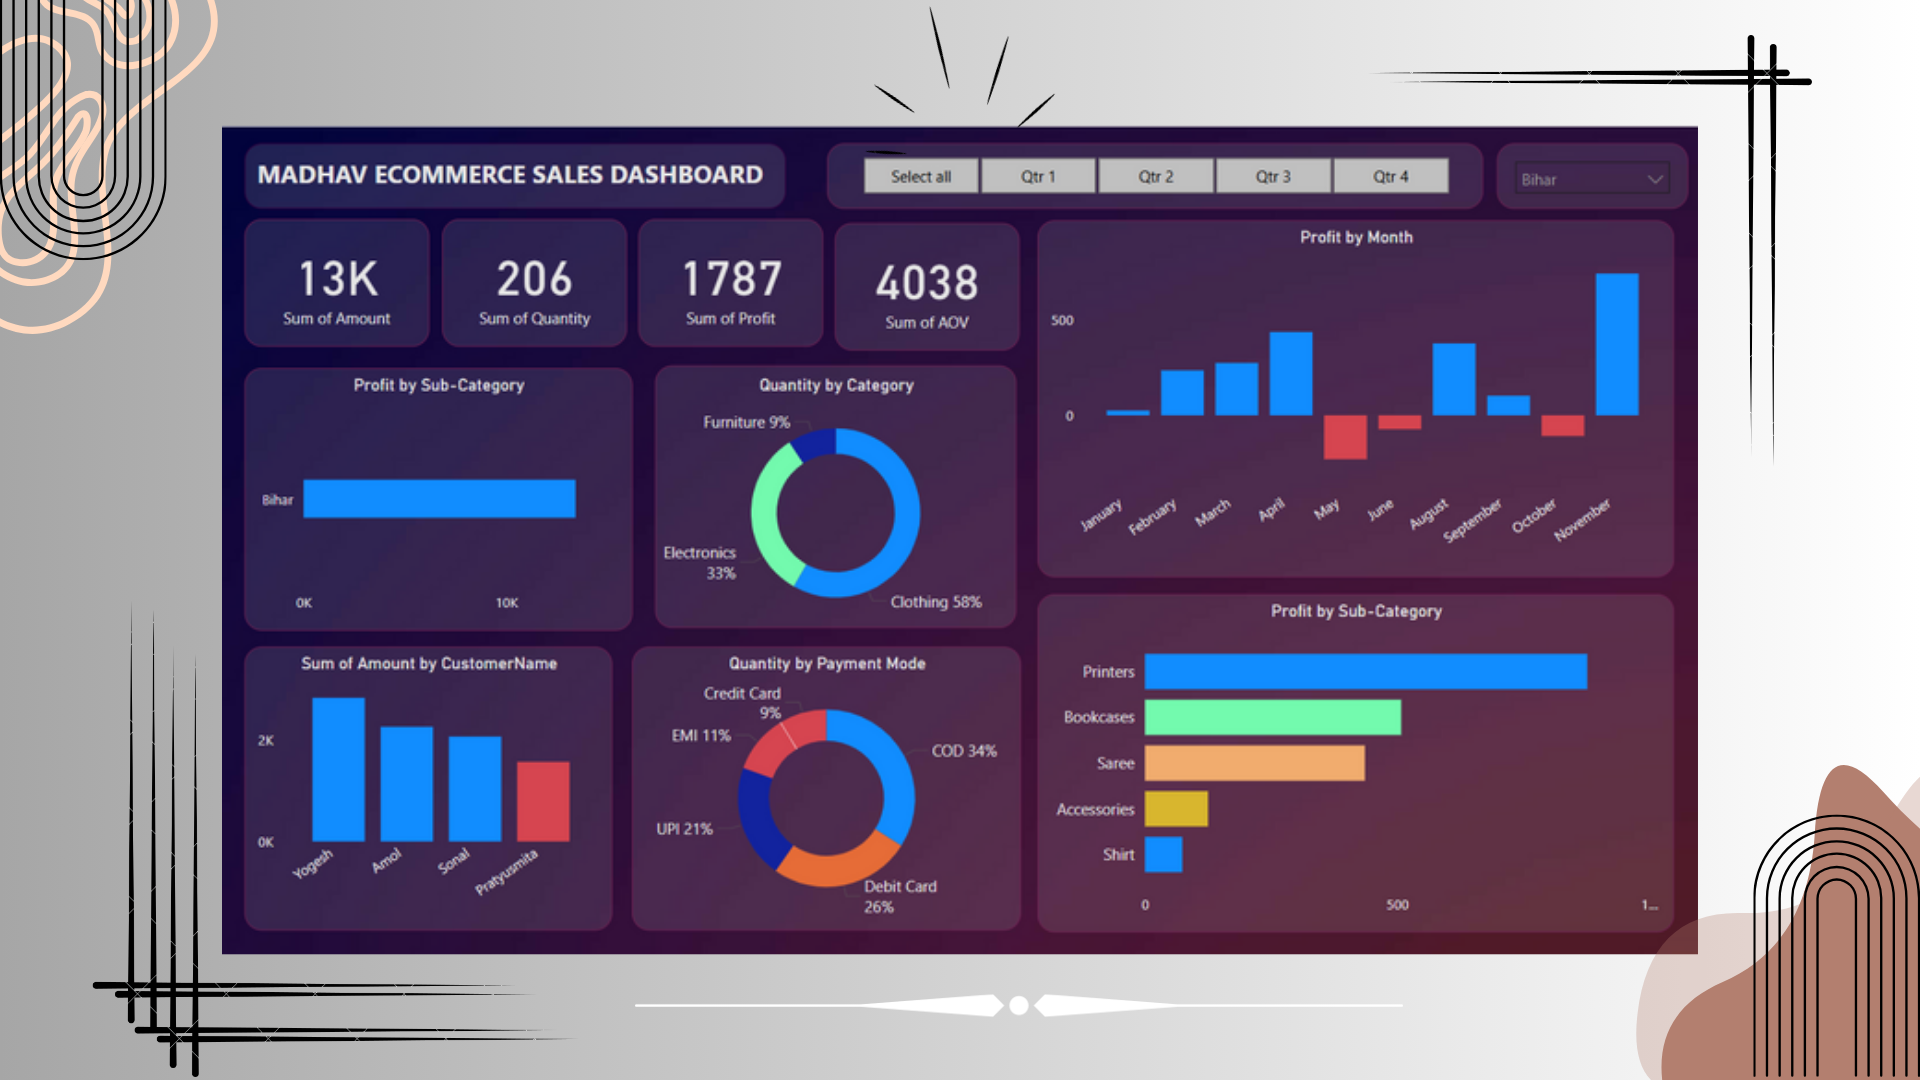 MADHAV ECOMMERCE SALES DASHBOARD
Select all
Qtr 1
Qtr 2
Qtr 3
Qtr 4
Bihar
13K
Sum of Amount
206
Sum of Quantity
1787
Sum of Profit
4038
Sum of AOV
Profit by Month
500
0
January
February
March
April
May
June
August
September
October
November
Profit by Sub-Category
Bihar
0K
10K
Quantity by Category
Furniture 9%
Electronics
33%
Clothing 58%
Sum of Amount by CustomerName
2K
0K
Yogesh
Amol
Sonal
Pratyusmita
Quantity by Payment Mode
Credit Card
9%
EMI 11%
COD 34%
UPI 21%
Debit Card
26%
Profit by Sub-Category
Printers
Bookcases
Saree
Accessories
Shirt
0
500
1...